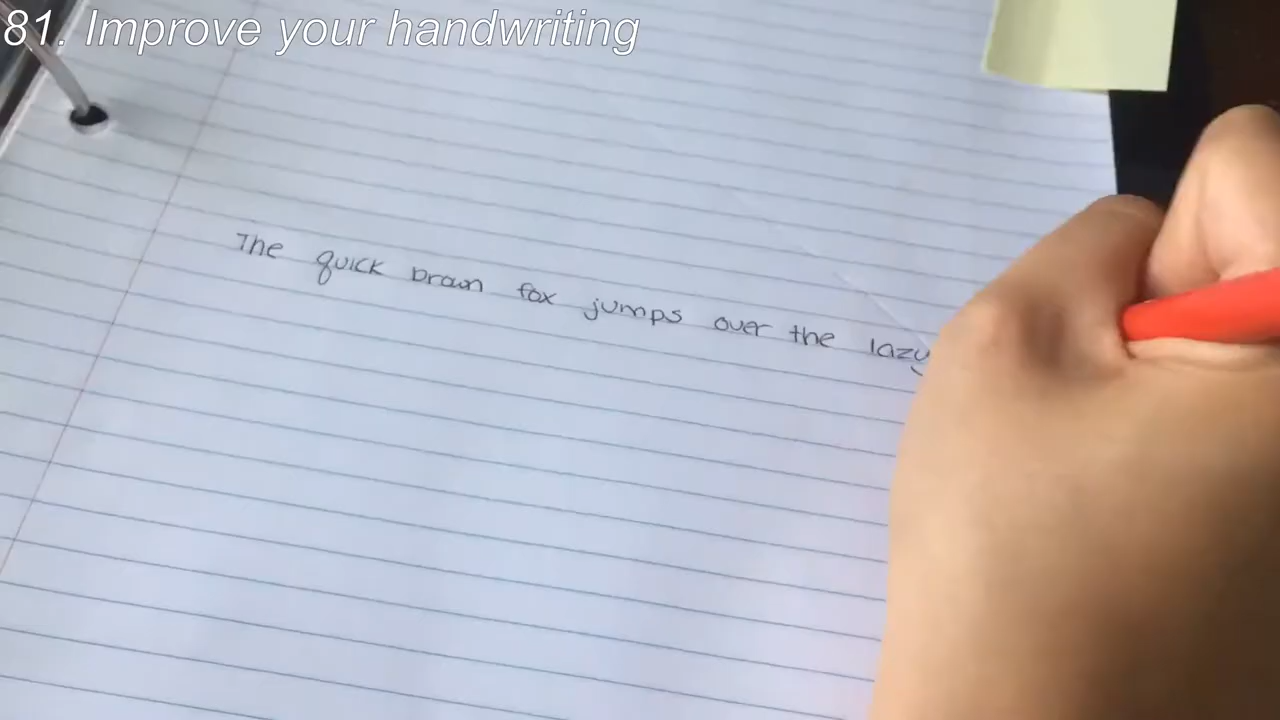 81. Improve your handwriting
The quick brown fox jumps over the lazy